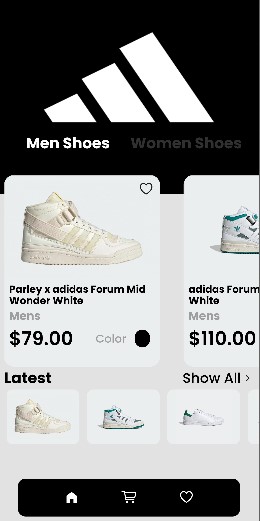 Men Shoes Women Shoes
Parley x adidas Forum Mid
Wonder White
Mens
$79.00 Color
adidas Forum
White
Mens
$110.00
Latest Show All >